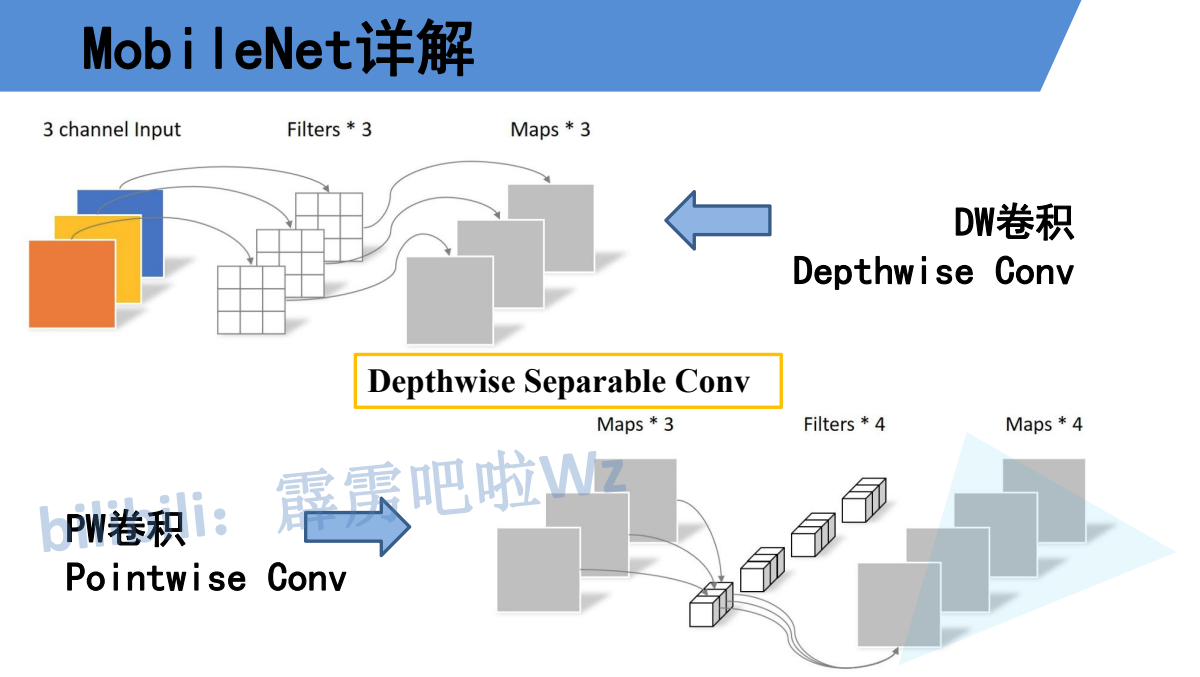 MobileNet详解
3 channel Input
Filters * 3
Maps * 3
DW卷积
Depthwise Conv
Depthwise Separable Conv
Maps * 3
Filters * 4
Maps * 4
bilibili: 霹雳吧啦Wz
PW卷积
Pointwise Conv